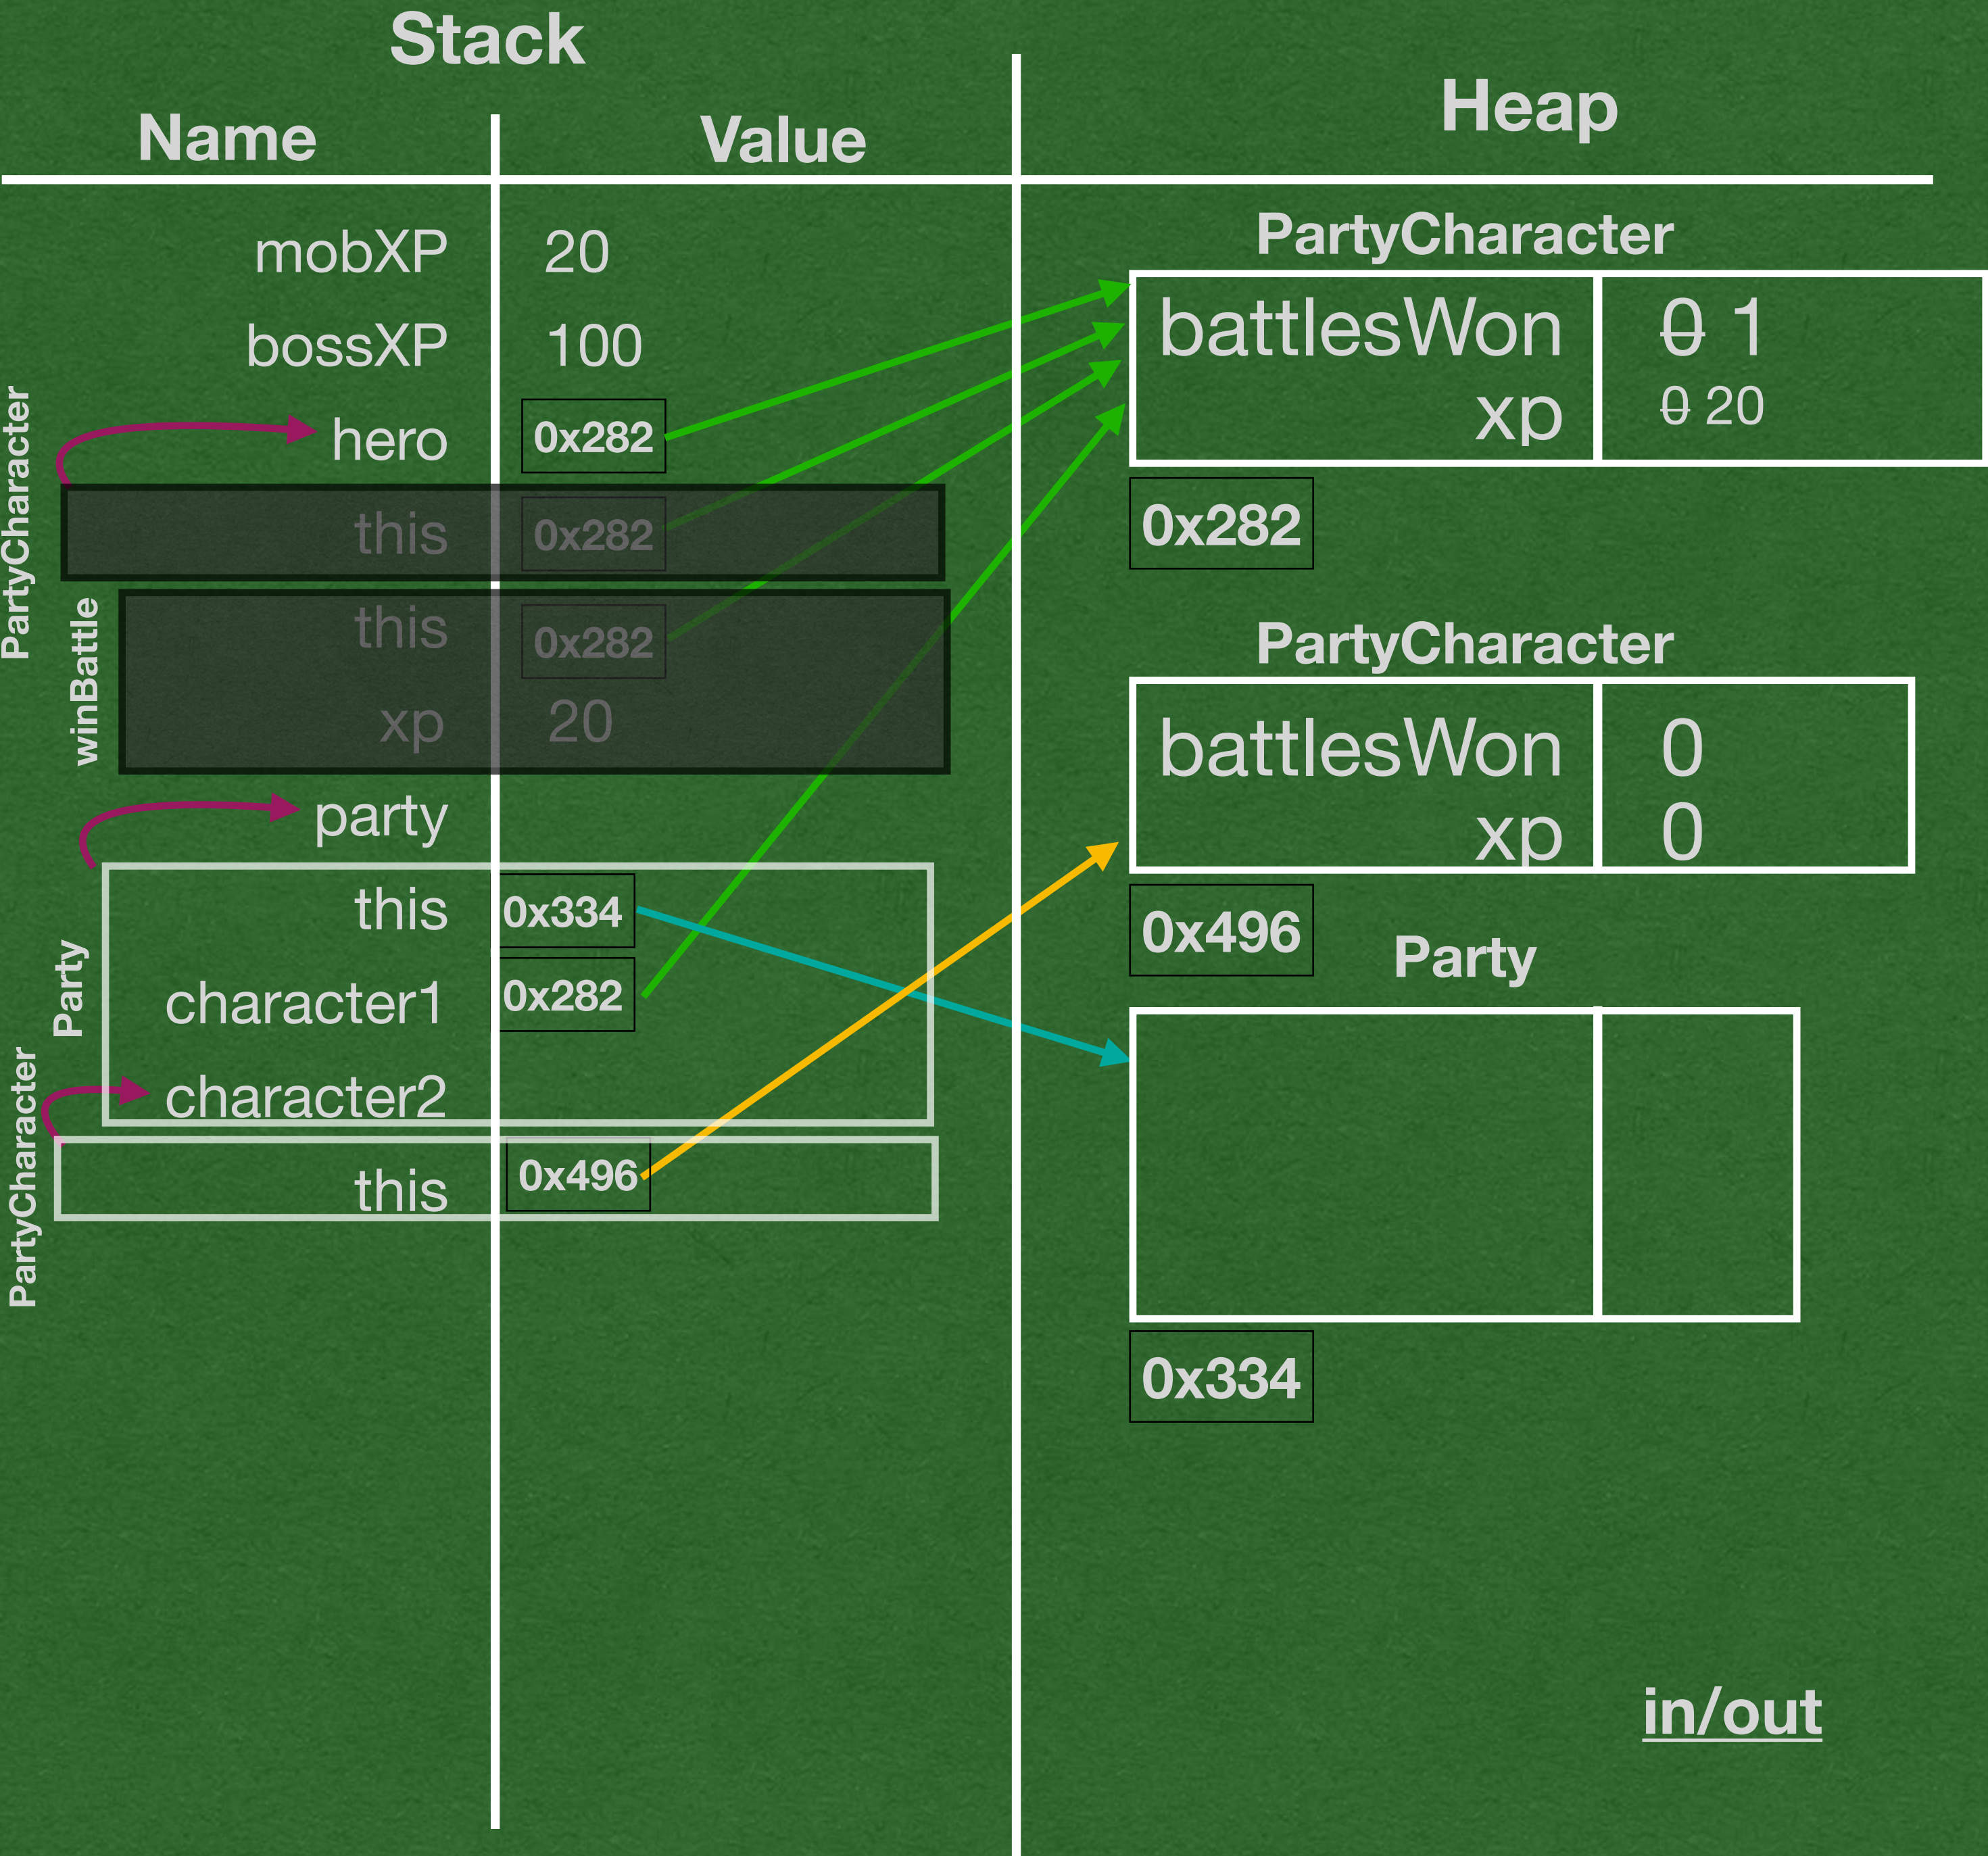 Stack
Heap
Name
Value
mobXP 20
bossXP 100
hero 0x282
PartyCharacter
this 0x282
winBattle
this 0x282
xp 20
party
Party
this 0x334
character1 0x282
character2
PartyCharacter
this 0x496
PartyCharacter
battlesWon 0 1
xp 0 20
0x282
PartyCharacter
battlesWon 0
xp 0
0x496
Party
0x334
in/out